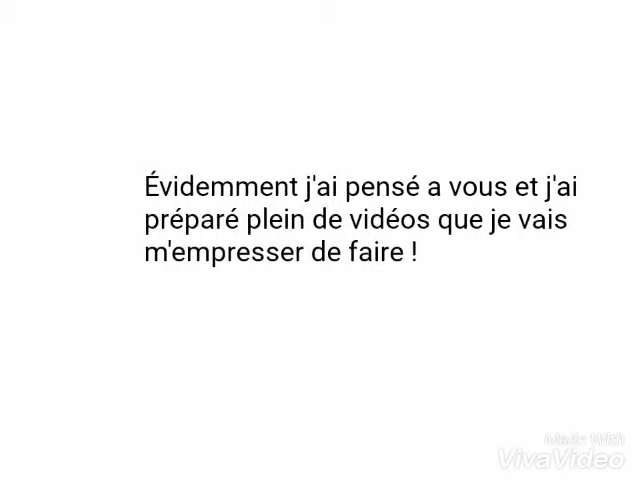 Évidemment j'ai pensé a vous et j'ai
préparé plein de vidéos que je vais
m'empresser de faire !
Made With
VivaVideo